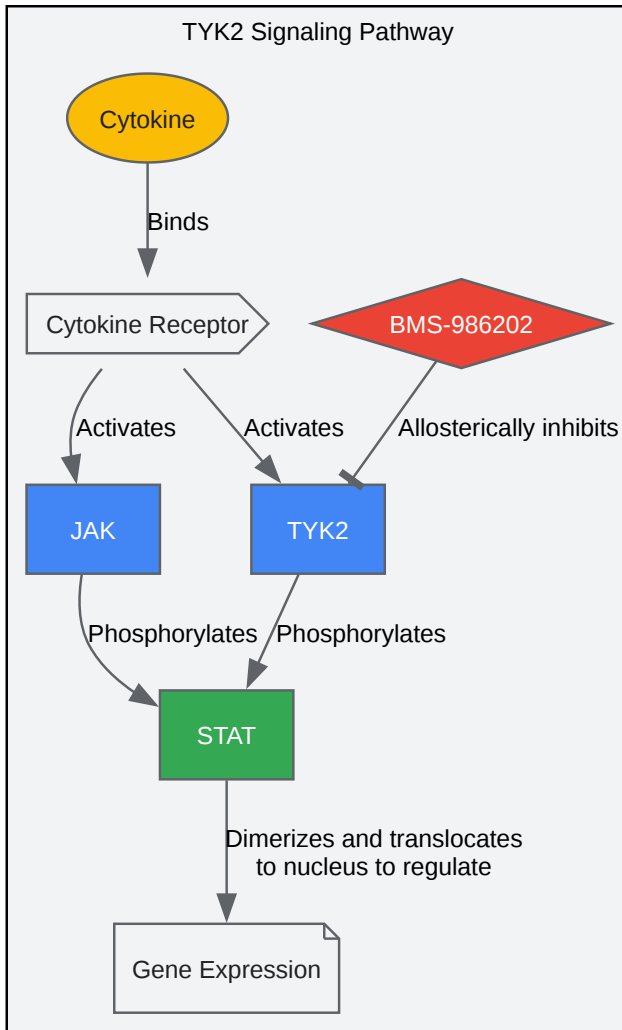 TYK2 Signaling Pathway
Cytokine
Binds
Cytokine Receptor
BMS-986202
Activates
Activates
Allosterically inhibits
JAK
TYK2
Phosphorylates
Phosphorylates
STAT
Dimerizes and translocates
to nucleus to regulate
Gene Expression